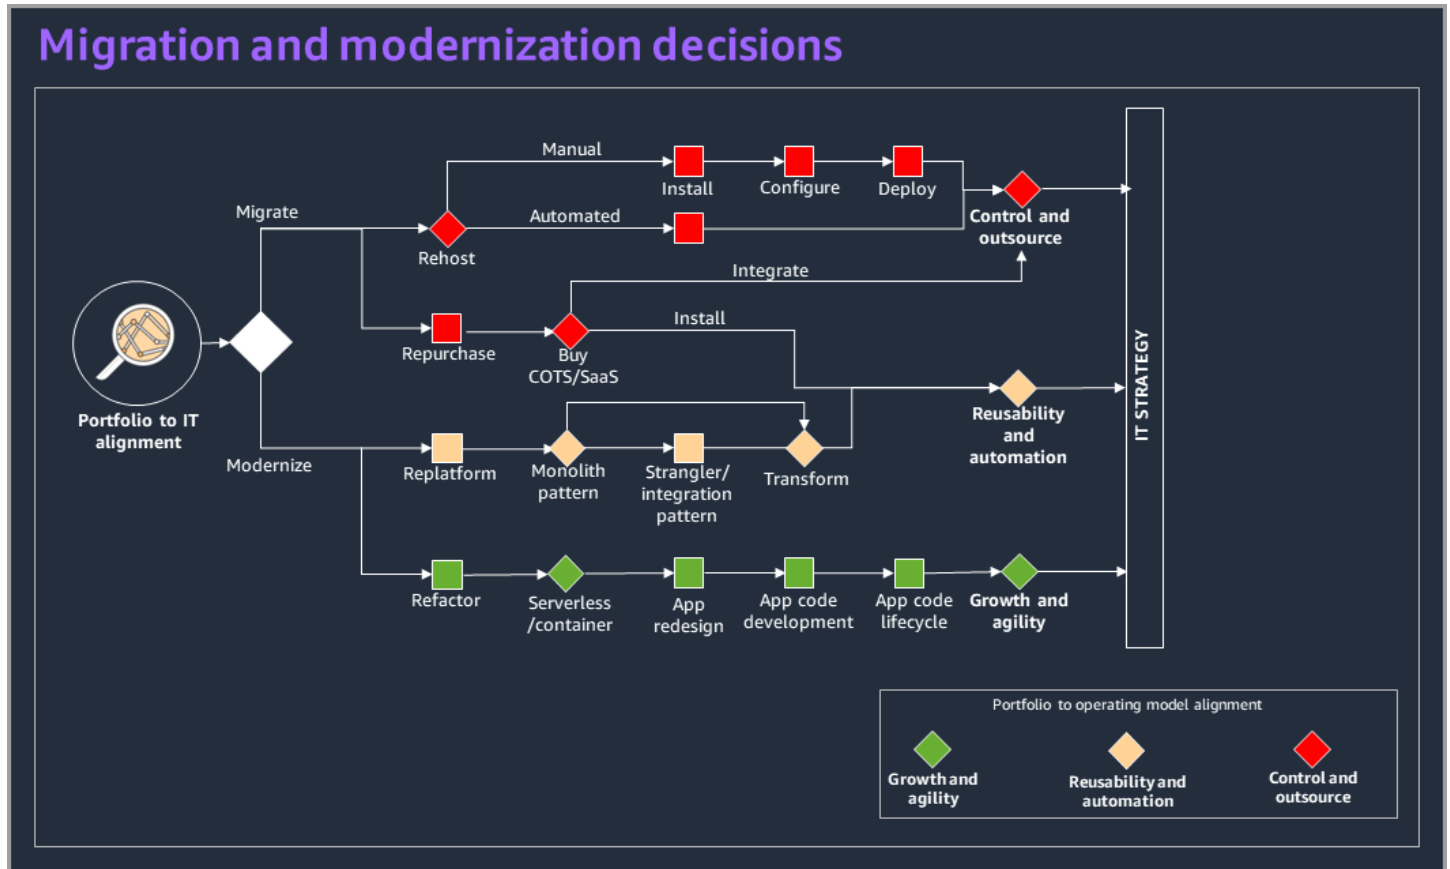 Migration and modernization decisions
Manual
Install
Configure
Deploy
Migrate
Automated
Control and
outsource
Rehost
Integrate
Install
Repurchase
Buy
COTS/SaaS
Portfolio to IT
alignment
Reusability
and
automation
IT STRATEGY
Modernize
Replatform
Monolith
pattern
Strangler/
integration
pattern
Transform
Refactor
Serverless
/container
App
redesign
App code
development
App code
lifecycle
Growth and
agility
Portfolio to operating model alignment
Growth and
agility
Reusability and
automation
Control and
outsource